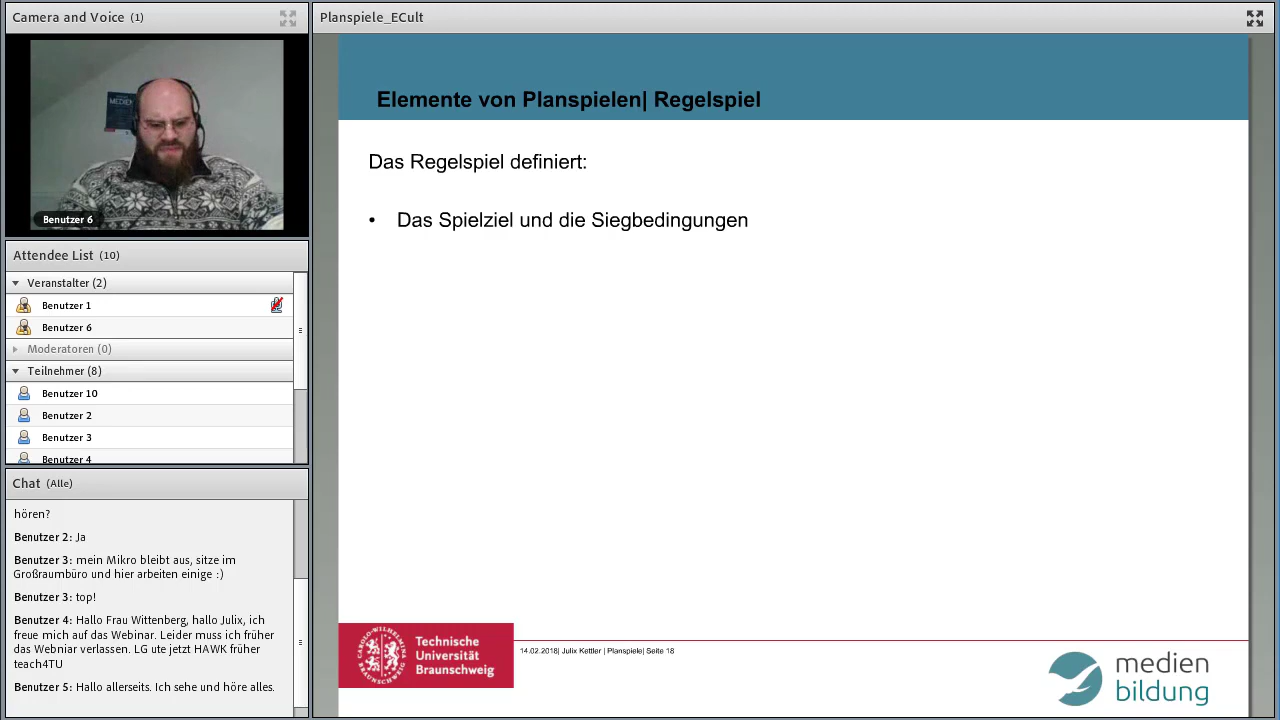 Camera and Voice (1)
MEDIEN
Benutzer 6
Attendee List (10)
Veranstalter (2)
Benutzer 1
Benutzer 6
Moderatoren (0)
Teilnehmer (8)
Benutzer 10
Benutzer 2
Benutzer 3
Benutzer 4
Chat (Alle)
hören?
Benutzer 2: Ja
Benutzer 3: mein Mikro bleibt aus, sitze im
Großraumbüro und hier arbeiten einige :)
Benutzer 3: top!
Benutzer 4: Hallo Frau Wittenberg, hallo Julix, ich
freue mich auf das Webinar. Leider muss ich früher
das Webniar verlassen. LG ute jetzt HAWK früher
teach4TU
Benutzer 5: Hallo allerseits. Ich sehe und höre alles.
Planspiele_ECult
Elemente von Planspielen| Regelspiel
Das Regelspiel definiert:
• Das Spielziel und die Siegbedingungen
CAROLO-WILHELMINA
BRAUNSCHWEIG
Technische
Universität
Braunschweig
14.02.2018| Julix Kettler | Planspiele| Seite 18
medien
bildung